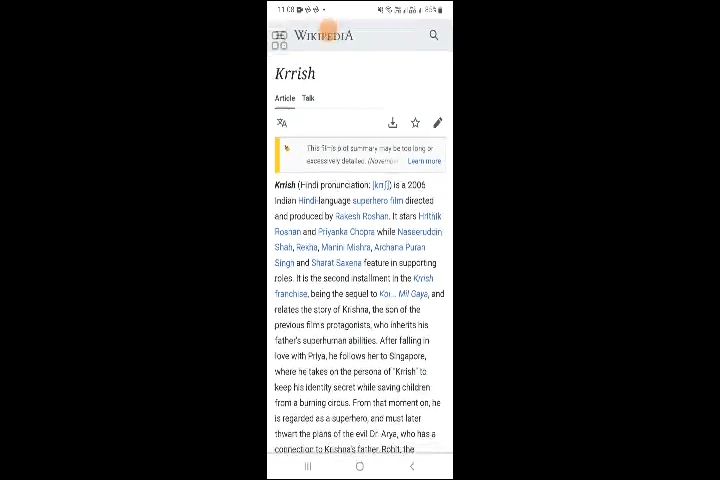 11:08
85%
WIKIPEDIA
Krrish
Article Talk
This film's plot summary may be too long or
excessively detailed. (November Learn more
Krrish (Hindi pronunciation: [krɪʃʃ]) is a 2006
Indian Hindi-language superhero film directed
and produced by Rakesh Roshan. It stars Hrithik
Roshan and Priyanka Chopra while Naseeruddin
Shah, Rekha, Manini Mishra, Archana Puran
Singh and Sharat Saxena feature in supporting
roles. It is the second installment in the Krrish
franchise, being the sequel to Koi... Mil Gaya, and
relates the story of Krishna, the son of the
previous film's protagonists, who inherits his
father's superhuman abilities. After falling in
love with Priya, he follows her to Singapore,
where he takes on the persona of "Krrish" to
keep his identity secret while saving children
from a burning circus. From that moment on, he
is regarded as a superhero, and must later
thwart the plans of the evil Dr. Arya, who has a
connection to Krishna's father, Rohit, the